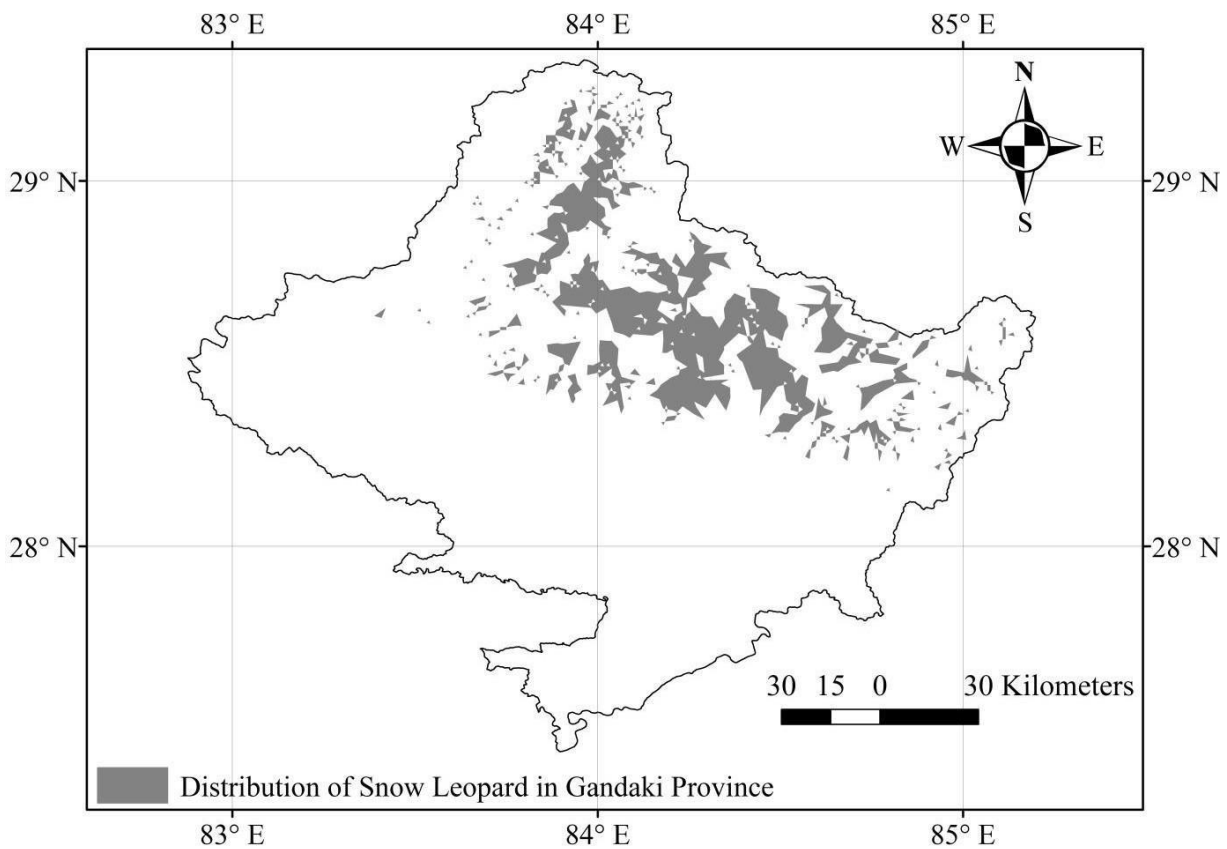 83° E 84° E 85° E
N
W E
S
29° N 29° N
28° N 28° N
30 15 0 30 Kilometers
Distribution of Snow Leopard in Gandaki Province
83° E 84° E 85° E